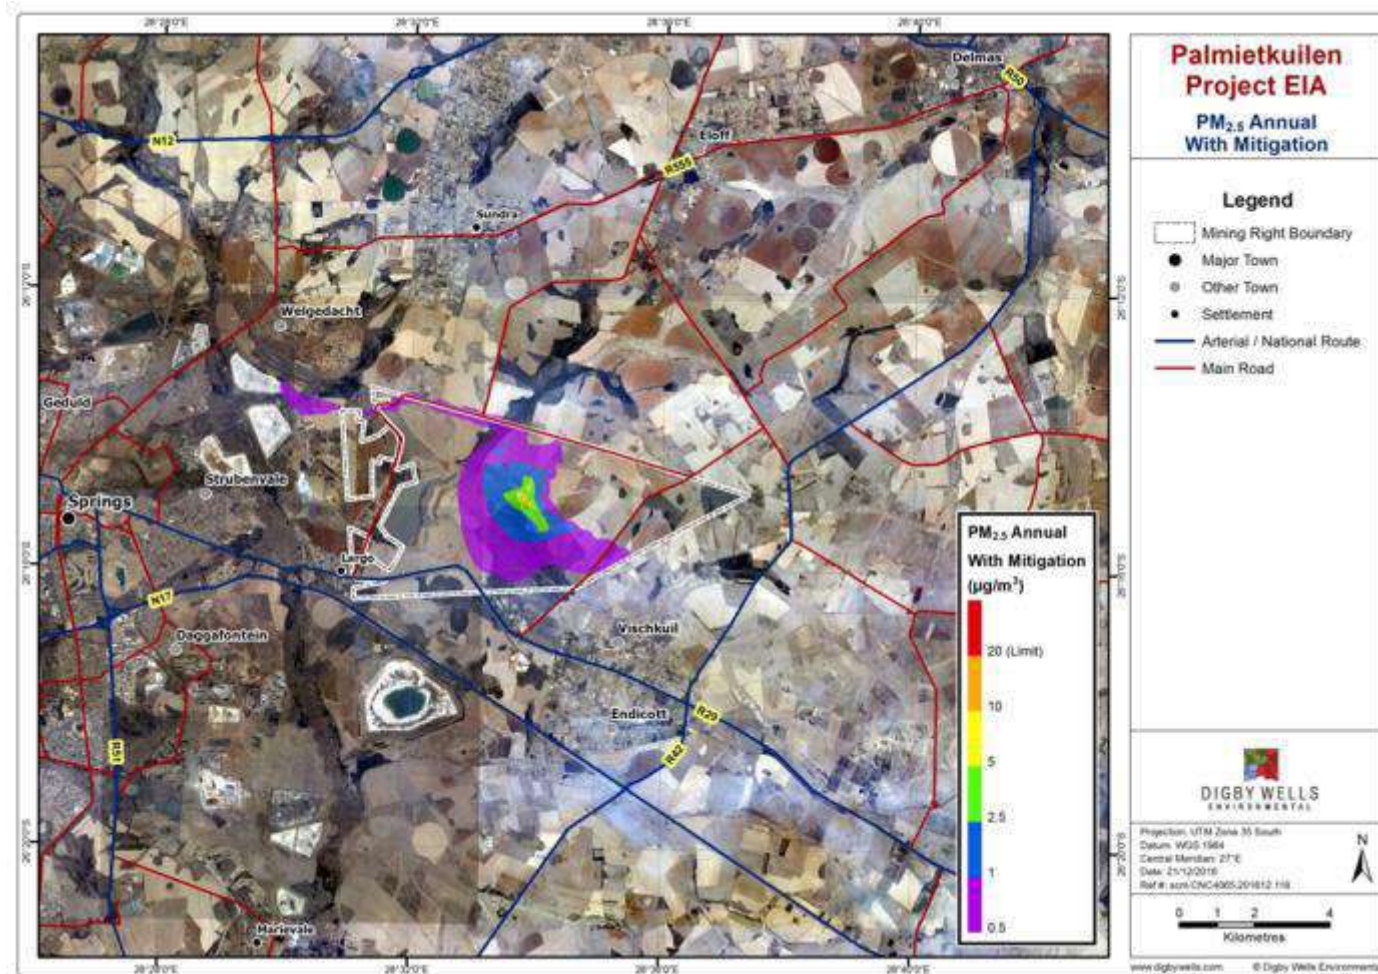 Palmietkuilen
Project EIA
PM2.5 Annual
With Mitigation
Legend
Mining Right Boundary
Major Town
Other Town
Settlement
Arterial / National Route
Main Road
Delmas
R50
N12
Eloff
R555
Sundra
Welgedacht
Geduld
Strubenvale
Springs
Largo
N17
Daggafontein
Vischkuil
Endicott
R29
R42
R51
Marievale
PM2.5 Annual
With Mitigation
(µg/m3)
20 (Limit)
10
5
2.5
1
0.5
DIGBY WELLS
ENVIRONMENTAL
Projection: UTM Zone 35 South
Datum: WGS 1984
Central Meridian: 27°E
Date: 21/12/2016
N
0 1 2 4
Kilometres
www.digbywells.com
© Digby Wells Environmental